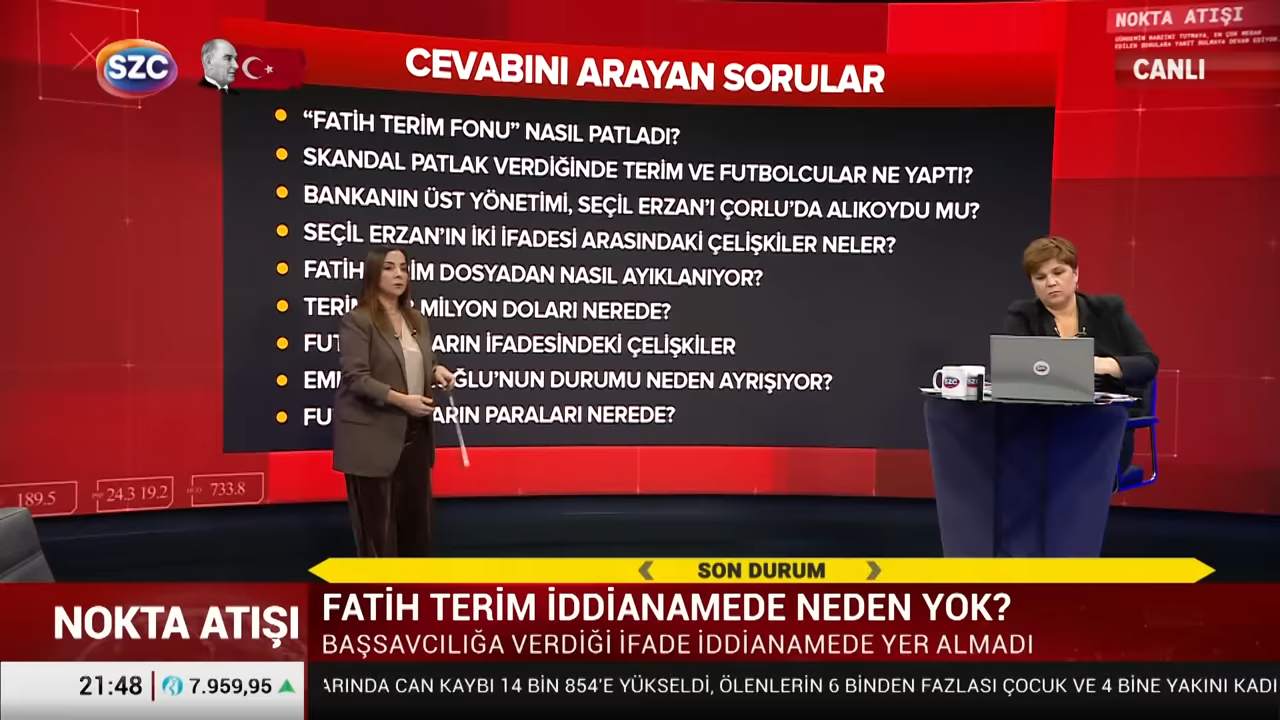 SZC
CEVABINI ARAYAN SORULAR
NOKTA ATIŞI
CANLI
"FATİH TERİM FONU" NASIL PATLADI?
SKANDAL PATLAK VERDİĞİNDE TERİM VE FUTBOLCULAR NE YAPTI?
BANKANIN ÜST YÖNETİMİ, SEÇİL ERZAN'I ÇORLU'DA ALIKOYDU MU?
SEÇİL ERZAN'IN İKİ İFADESİ ARASINDAKİ ÇELİŞKİLER NELER?
FATİH İM DOSYADAN NASIL AYIKLANIYOR?
TERİM MİLYON DOLARI NEREDE?
FUT ARIN İFADESİNDEKİ ÇELİŞKİLER
EM OĞLU'NUN DURUMU NEDEN AYRIŞIYOR?
FU ARIN PARALARI NEREDE?
SZC
189.5
24.3 19.2
733.8
SON DURUM
NOKTA ATIŞI
FATİH TERİM İDDİANAMEDE NEDEN YOK?
BAŞSAVCILIĞA VERDİĞİ İFADE İDDİANAMEDE YER ALMADI
21:48 7.959,95
ARINDA CAN KAYBI 14 BİN 854'E YÜKSELDİ, ÖLENLERİN 6 BİNDEN FAZLASI ÇOCUK VE 4 BİNE YAKINI KADI